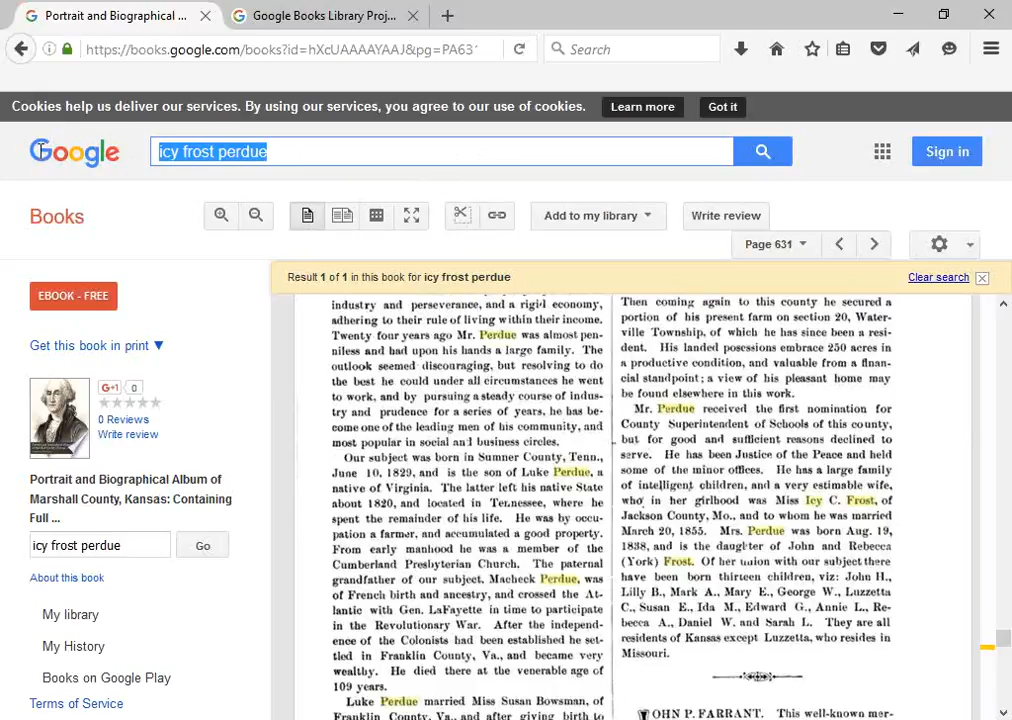 Portrait and Biographical ...
Google Books Library Proj...
https://books.google.com/books?id=hXcUAAAAYAAJ&pg=PA631
Search
Cookies help us deliver our services. By using our services, you agree to our use of cookies.
Learn more
Got it
Google
icy frost perdue
Sign in
Books
Add to my library
Write review
Page 631
Result 1 of 1 in this book for icy frost perdue
Clear search
EBOOK - FREE
Get this book in print ▼
G+1
0
0 Reviews
Write review
Portrait and Biographical Album of
Marshall County, Kansas: Containing
Full ...
icy frost perdue
Go
About this book
My library
My History
Books on Google Play
Terms of Service
industry and perseverance, and a rigid economy,
adhering to their rule of living within their income.
Twenty four years ago Mr. Perdue was almost pen-
niless and had upon his hands a large family. The
outlook seemed discouraging, but resolving to do
the best he could under all circumstances he went
to work, and by pursuing a steady course of indus-
try and prudence for a series of years, he has be-
come one of the leading men of his community, and
most popular in social and business circles.
Our subject was born in Sumner County, Tenn.,
June 10, 1829, and is the son of Luke Perdue, a
native of Virginia. The latter left his native State
about 1820, and located in Tennessee, where he
spent the remainder of his life. He was by occu-
pation a farmer, and accumulated a good property.
From early manhood he was a member of the
Cumberland Presbyterian Church. The paternal
grandfather of our subject, Macheck Perdue, was
of French birth and ancestry, and crossed the At-
lantic with Gen. LaFayette in time to participate
in the Revolutionary War. After the independ-
ence of the Colonists had been established he set-
tled in Franklin County, Va., and became very
wealthy. He died there at the venerable age of
109 years.
Luke Perdue married Miss Susan Bowsman, of
Franklin County, Va., and after giving birth to
Then coming again to this county he secured a
portion of his present farm on section 20, Water-
ville Township, of which he has since been a resi-
dent. His landed posessions embrace 250 acres in
a productive condition, and valuable from a finan-
cial standpoint; a view of his pleasant home may
be found elsewhere in this work.
Mr. Perdue received the first nomination for
County Superintendent of Schools of this county,
but for good and sufficient reasons declined to
serve. He has been Justice of the Peace and held
some of the minor offices. He has a large family
of intelligent children, and a very estimable wife,
who in her girlhood was Miss Icy C. Frost, of
Jackson County, Mo., and to whom he was married
March 20, 1855. Mrs. Perdue was born Aug. 19,
1838, and is the daughter of John and Rebecca
(York) Frost. Of her union with our subject there
have been born thirteen children, viz: John H.,
Lilly B., Mark A., Mary E., George W., Luzzetta
C., Susan E., Ida M., Edward G., Annie L., Re-
becca A., Daniel W. and Sarah L. They are all
residents of Kansas except Luzzetta, who resides in
Missouri.
JOHN P. FARRANT. This well-known mer-